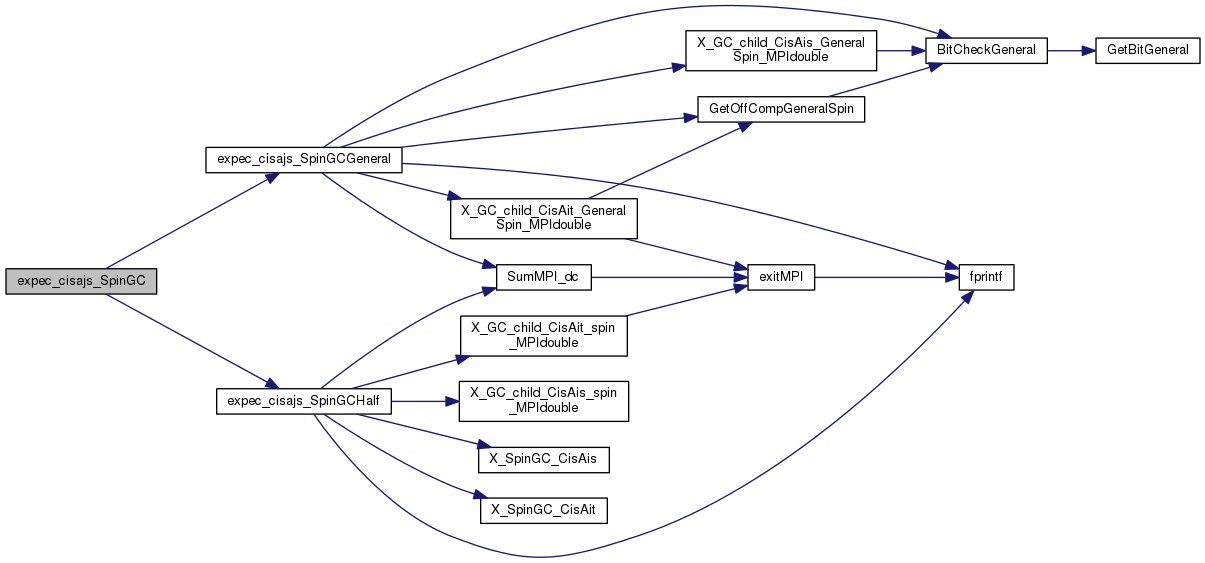 X_GC_child_CisAis_General
Spin_MPIdouble
BitCheckGeneral
GetBitGeneral
GetOffCompGeneralSpin
expec_cisajs_SpinGCGeneral
X_GC_child_CisAit_General
Spin_MPIdouble
expec_cisajs_SpinGC
SumMPI_dc
exitMPI
fprintf
X_GC_child_CisAit_spin
_MPIdouble
expec_cisajs_SpinGCHalf
X_GC_child_CisAis_spin
_MPIdouble
X_SpinGC_CisAis
X_SpinGC_CisAit